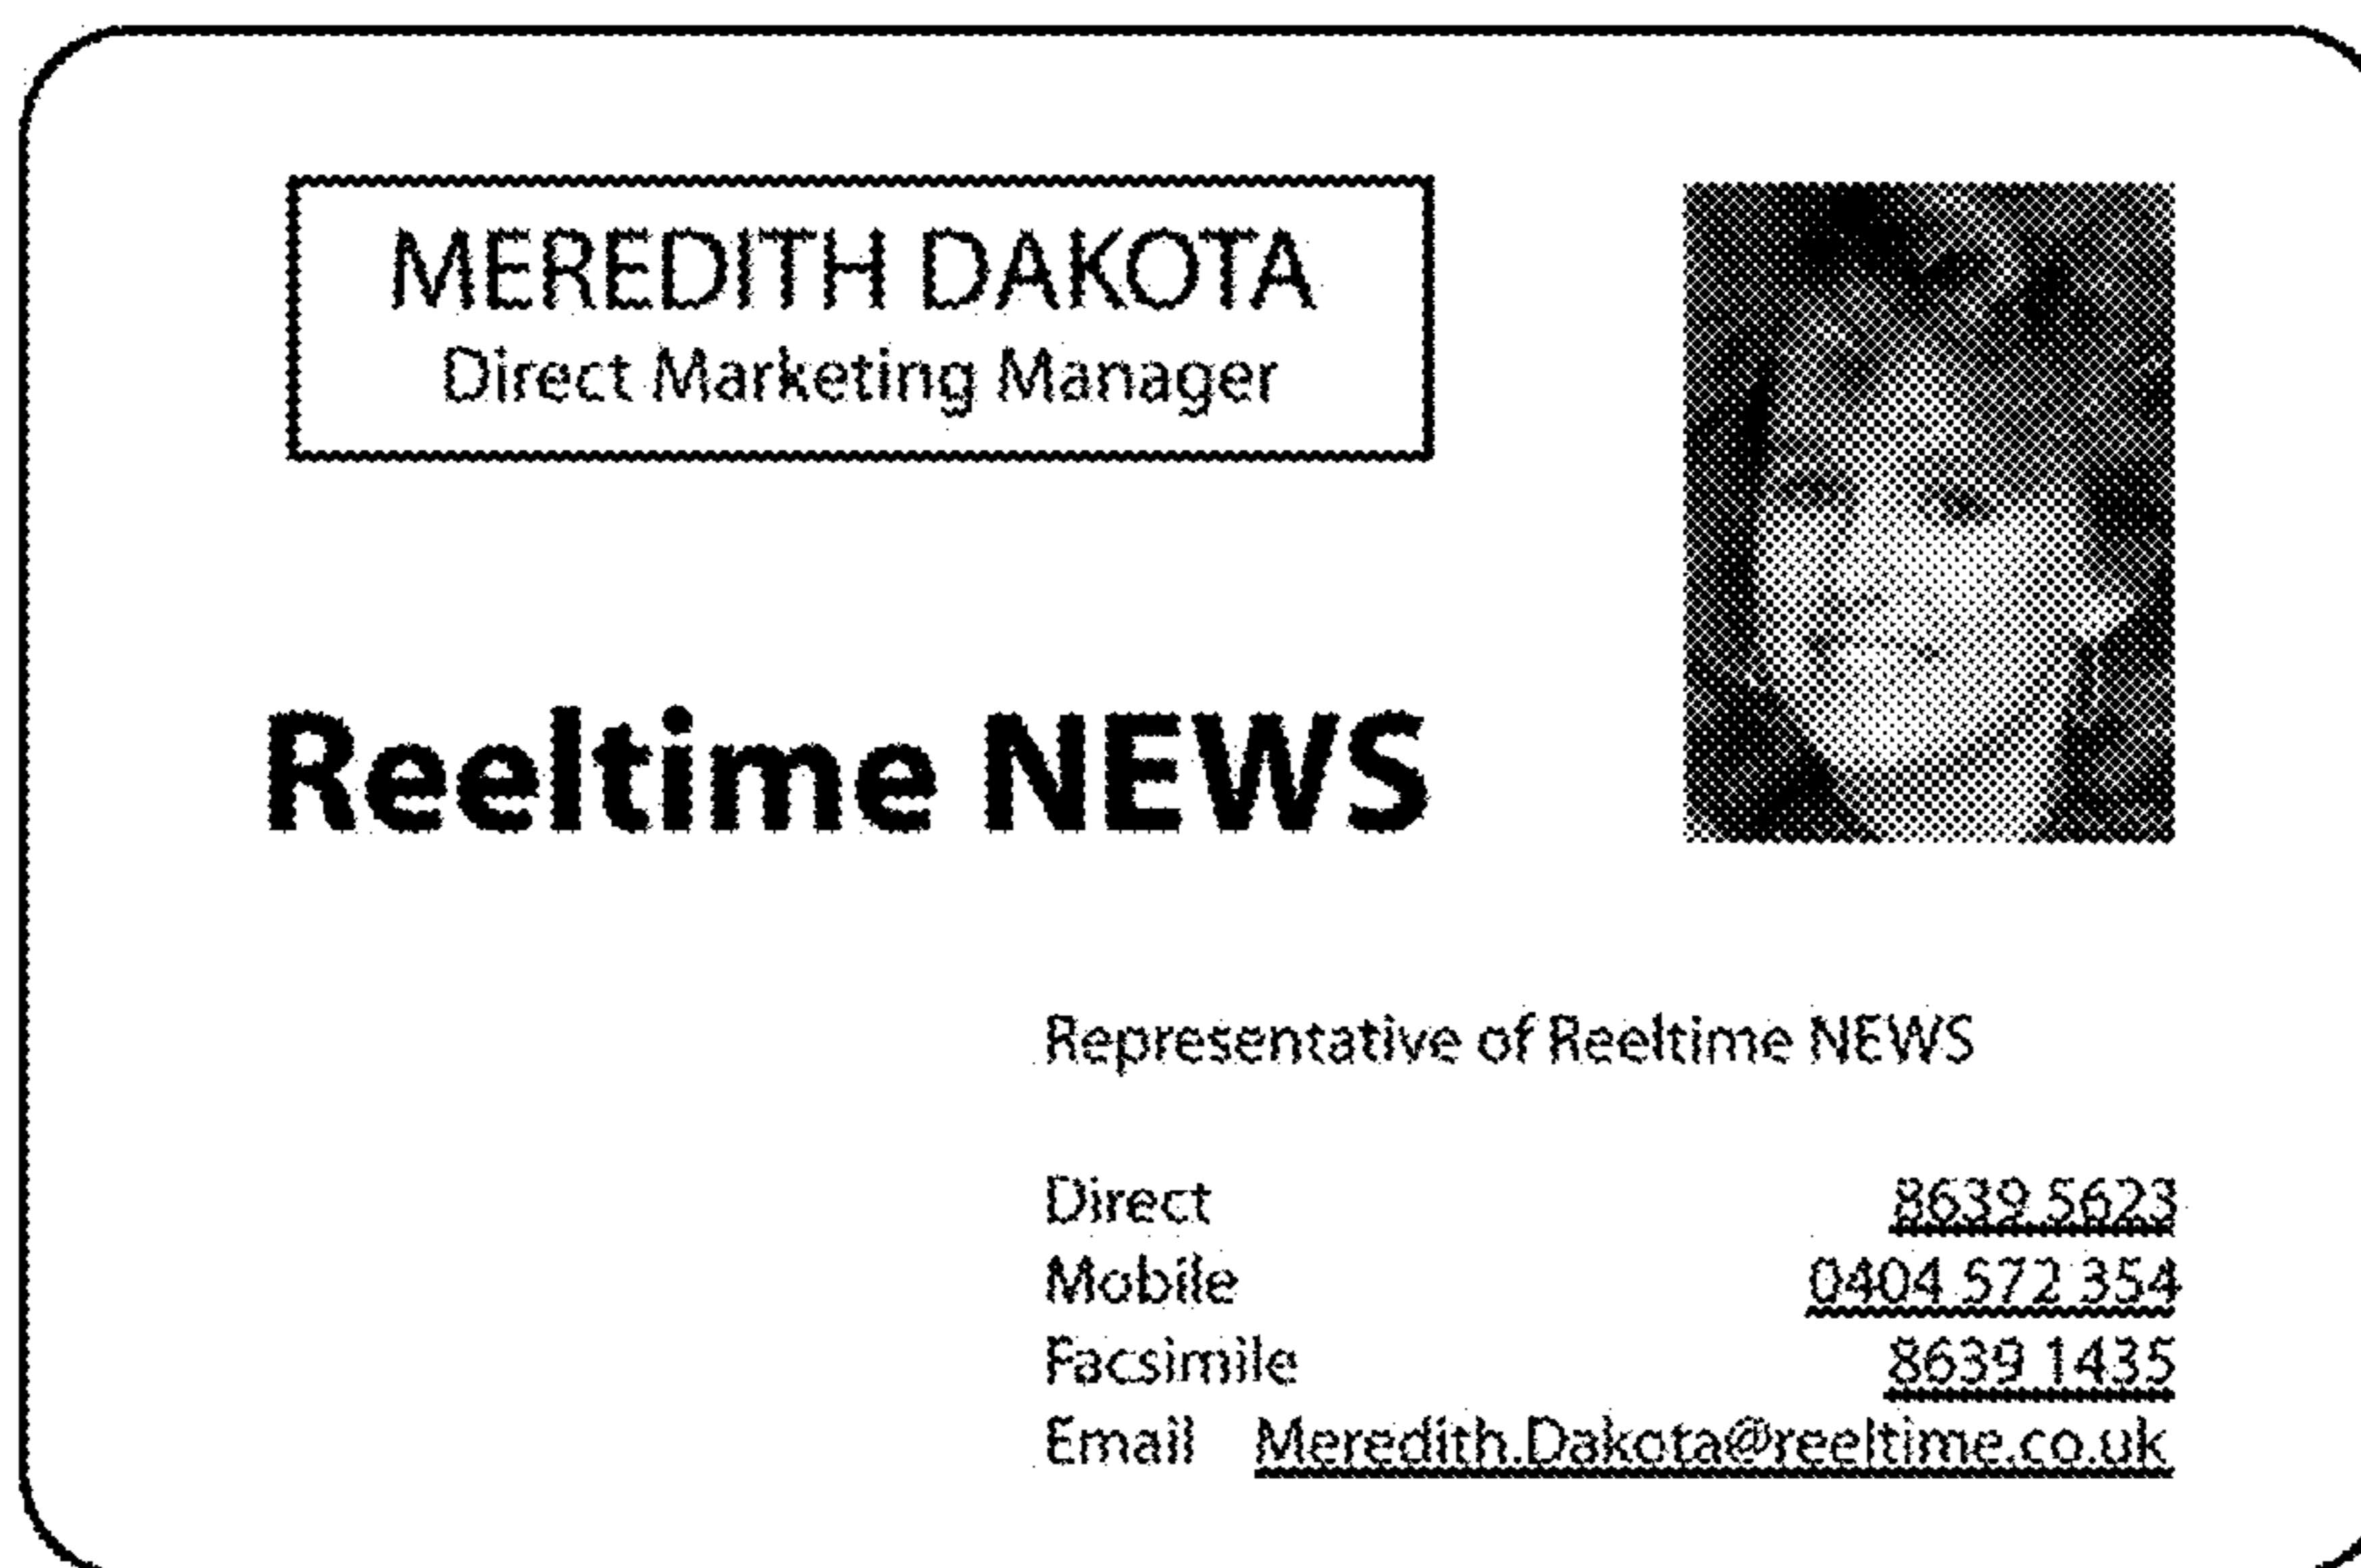 MEREDITH DAKOTA
Direct Marketing Manager
Reeltime NEWS
Representative of Reeltime NEWS
Direct 8639 5623
Mobile 0404 572 354
Facsimile 8639 1435
Email Meredith.Dakota@reeltime.co.uk